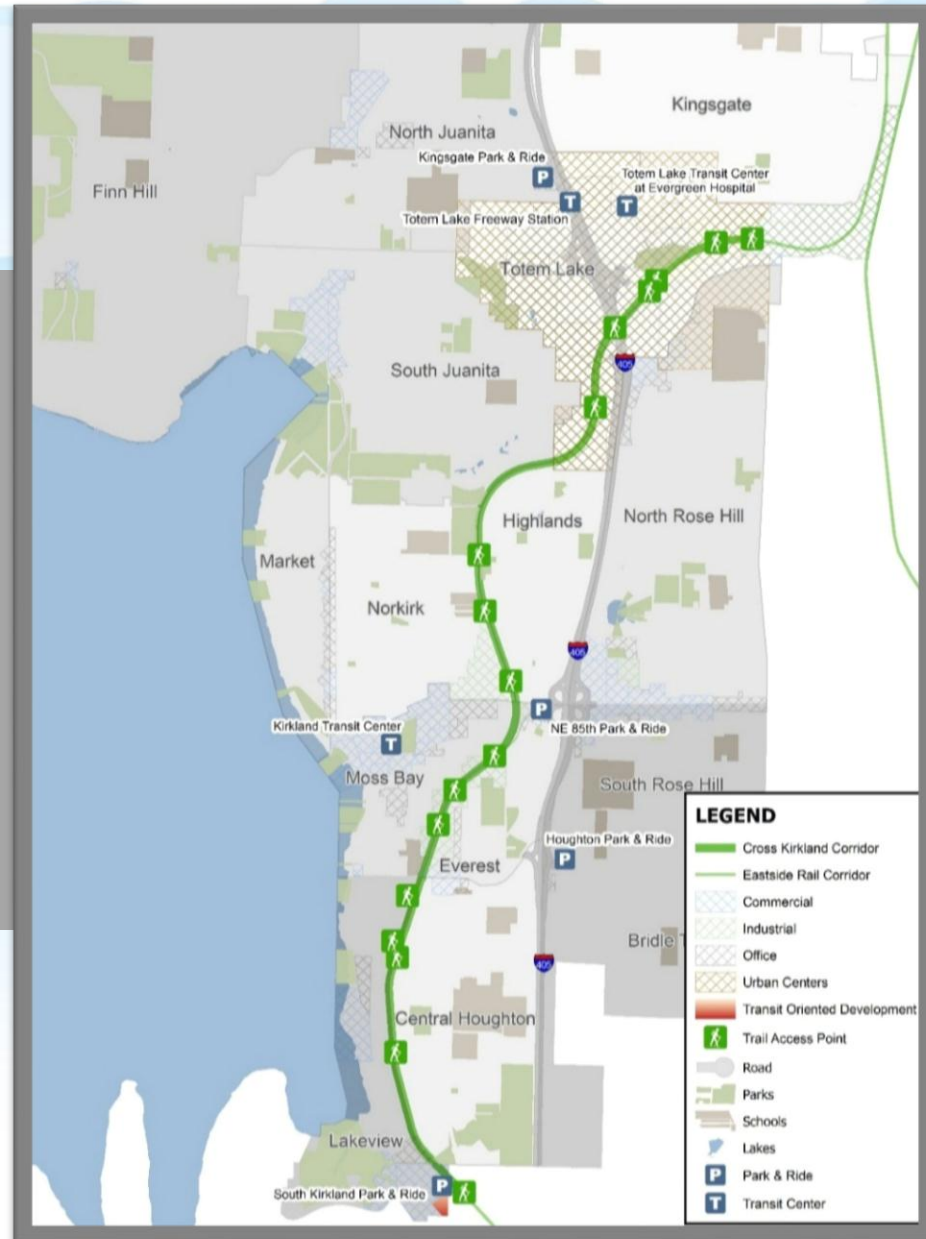 Kingsgate
North Juanita
Kingsgate Park & Ride
Finn Hill
Totem Lake Transit Center
at Evergreen Hospital
Totem Lake Freeway Station
Totem Lake
405
South Juanita
Highlands
North Rose Hill
Market
Norkirk
405
Kirkland Transit Center
NE 85th Park & Ride
Moss Bay
South Rose Hill
Houghton Park & Ride
Everest
Bridle T
405
Central Houghton
Lakeview
South Kirkland Park & Ride
LEGEND
Cross Kirkland Corridor
Eastside Rail Corridor
Commercial
Industrial
Office
Urban Centers
Transit Oriented Development
Trail Access Point
Road
Parks
Schools
Lakes
P Park & Ride
T Transit Center